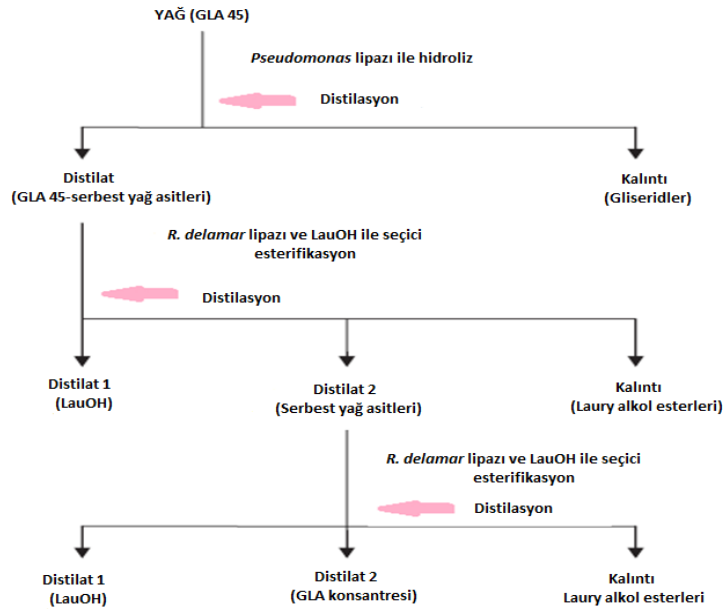 YAĞ (GLA 45)
Pseudomonas lipazı ile hidroliz
Distilasyon
Distilat
(GLA 45-serbest yağ asitleri)
Kalıntı
(Gliseridler)
R. delamar lipazı ve LauOH ile seçici
esterifikasyon
Distilasyon
Distilat 1
(LauOH)
Distilat 2
(Serbest yağ asitleri)
Kalıntı
(Laury alkol esterleri)
R. delamar lipazı ve LauOH ile seçici
esterifikasyon
Distilasyon
Distilat 1
(LauOH)
Distilat 2
(GLA konsantresi)
Kalıntı
Laury alkol esterleri